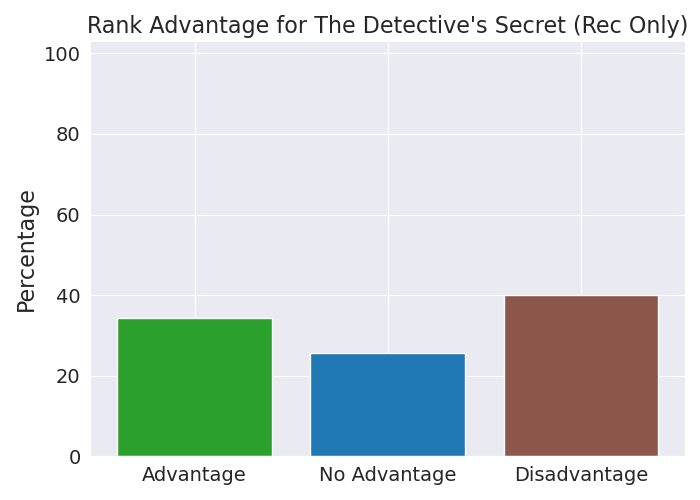 Rank Advantage for The Detective's Secret (Rec Only)
Percentage
100
80
60
40
20
0
Advantage
No Advantage
Disadvantage